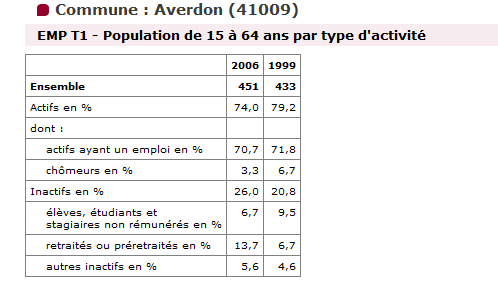 Commune : Averdon (41009)
EMP T1 - Population de 15 à 64 ans par type d'activité
2006 1999
Ensemble 451 433
Actifs en % 74,0 79,2
dont :
actifs ayant un emploi en % 70,7 71,8
chômeurs en % 3,3 6,7
Inactifs en % 26,0 20,8
élèves, étudiants et
stagiaires non rémunérés en % 6,7 9,5
retraités ou préretraités en % 13,7 6,7
autres inactifs en % 5,6 4,6